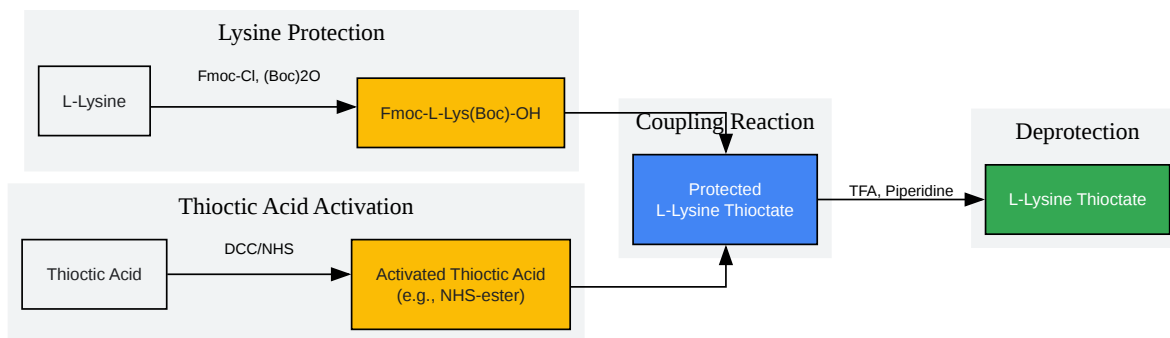 Lysine Protection
L-Lysine
Fmoc-Cl, (Boc)2O
Fmoc-L-Lys(Boc)-OH
Thioctic Acid Activation
Thioctic Acid
DCC/NHS
Activated Thioctic Acid
(e.g., NHS-ester)
Coupling Reaction
Protected
L-Lysine Thioctate
TFA, Piperidine
Deprotection
L-Lysine Thioctate